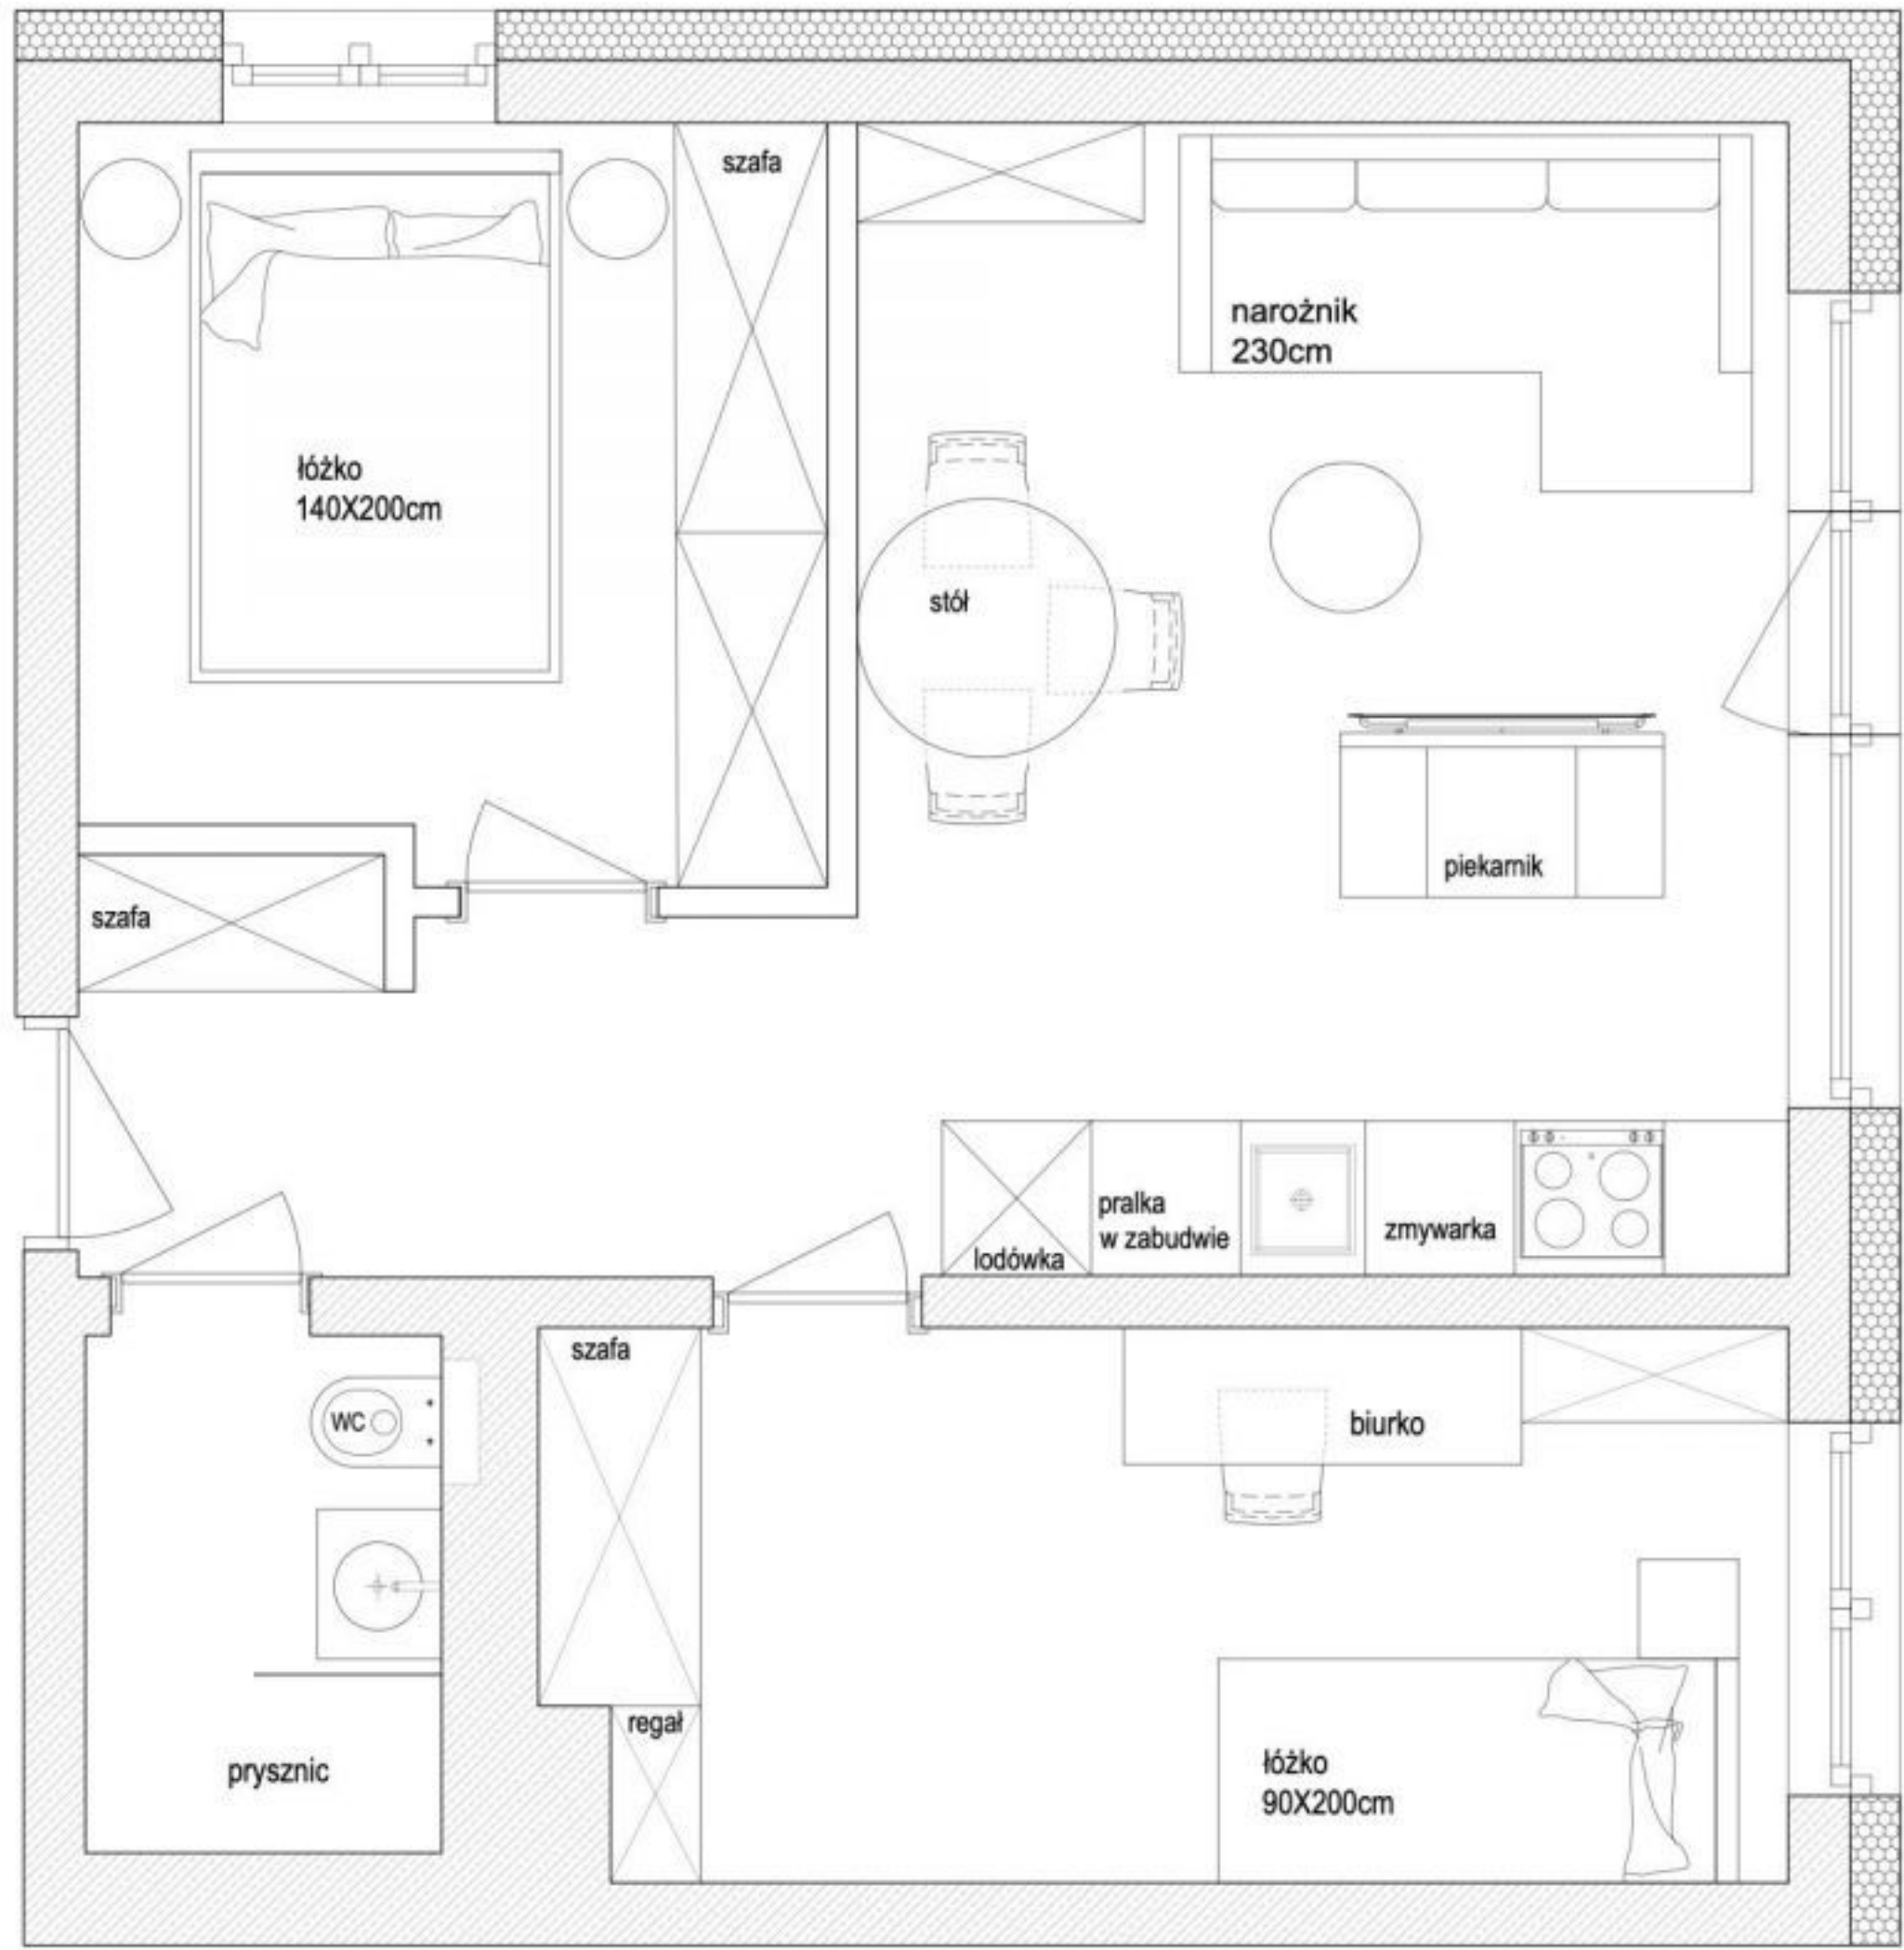 szafa
narożnik
230cm
łóżko
140X200cm
stół
piekarnik
szafa
pralka
w zabudwie
zmywarka
lodówka
szafa
WC
biurko
regał
prysznic
łóżko
90X200cm